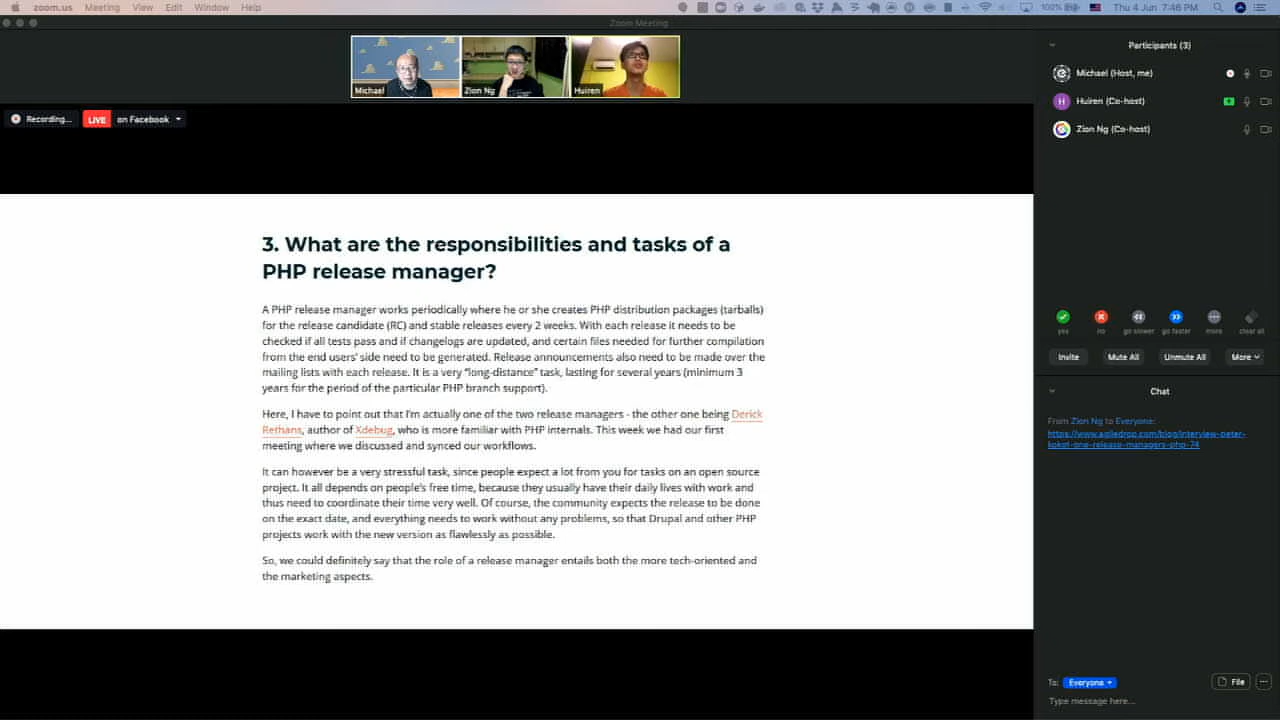 zoom.us Meeting View Edit Window Help
100% Thu 4 Jun 7:46 PM
Zoom Meeting
Michael
Zion Ng
Huiren
Recording...
LIVE on Facebook
3. What are the responsibilities and tasks of a
PHP release manager?
A PHP release manager works periodically where he or she creates PHP distribution packages (tarballs)
for the release candidate (RC) and stable releases every 2 weeks. With each release it needs to be
checked if all tests pass and if changelogs are updated, and certain files needed for further compilation
from the end users' side need to be generated. Release announcements also need to be made over the
mailing lists with each release. It is a very "long-distance" task, lasting for several years (minimum 3
years for the period of the particular PHP branch support).
Here, I have to point out that I'm actually one of the two release managers - the other one being Derick
Rethans, author of Xdebug, who is more familiar with PHP internals. This week we had our first
meeting where we discussed and synced our workflows.
It can however be a very stressful task, since people expect a lot from you for tasks on an open source
project. It all depends on people's free time, because they usually have their daily lives with work and
thus need to coordinate their time very well. Of course, the community expects the release to be done
on the exact date, and everything needs to work without any problems, so that Drupal and other PHP
projects work with the new version as flawlessly as possible.
So, we could definitely say that the role of a release manager entails both the more tech-oriented and
the marketing aspects.
Participants (3)
Michael (Host, me)
H Huiren (Co-host)
Zion Ng (Co-host)
yes no go slower go faster more clear all
Invite Mute All Unmute All More
Chat
From Zion Ng to Everyone:
https://www.agiledrop.com/blog/interview-peter-
kokot-one-release-managers-php-74
To: Everyone File
Type message here...